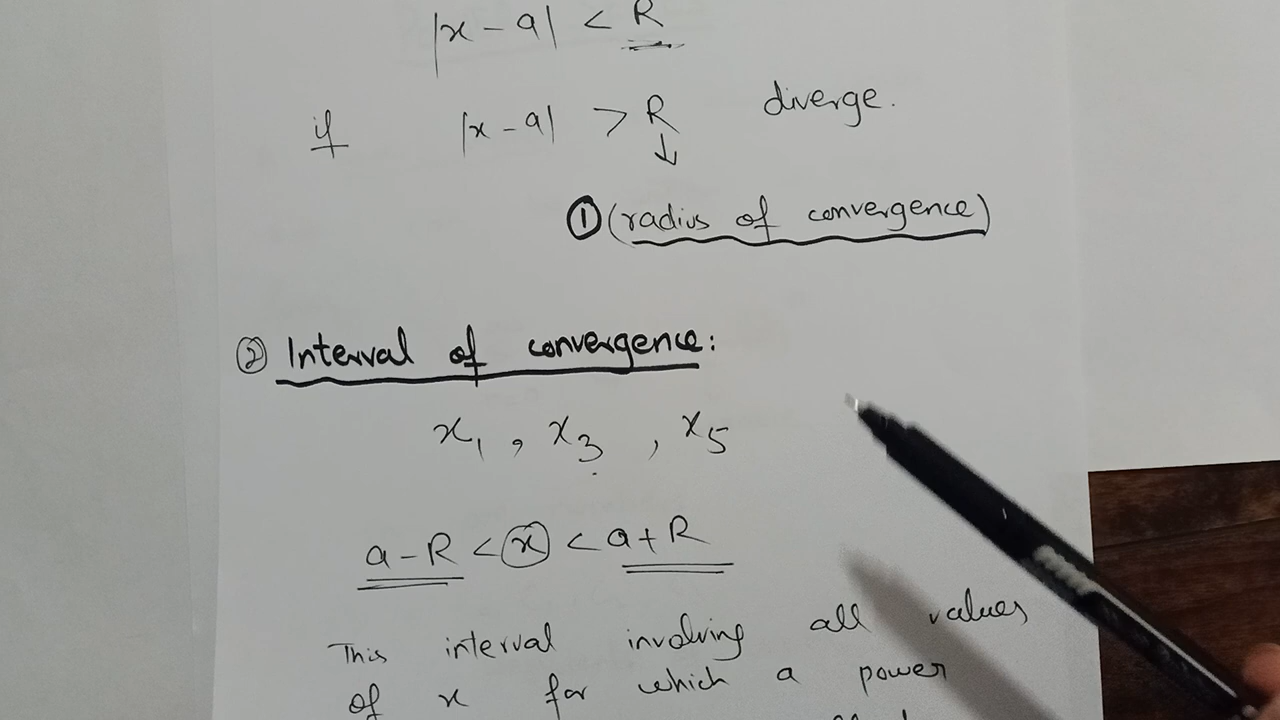 |x - a| < R
if |x - a| > R diverge.
↓
① (radius of convergence)
② Interval of convergence:
x₁, x₃, x₅
a - R < x < a + R
This interval involving all values
of x for which a power